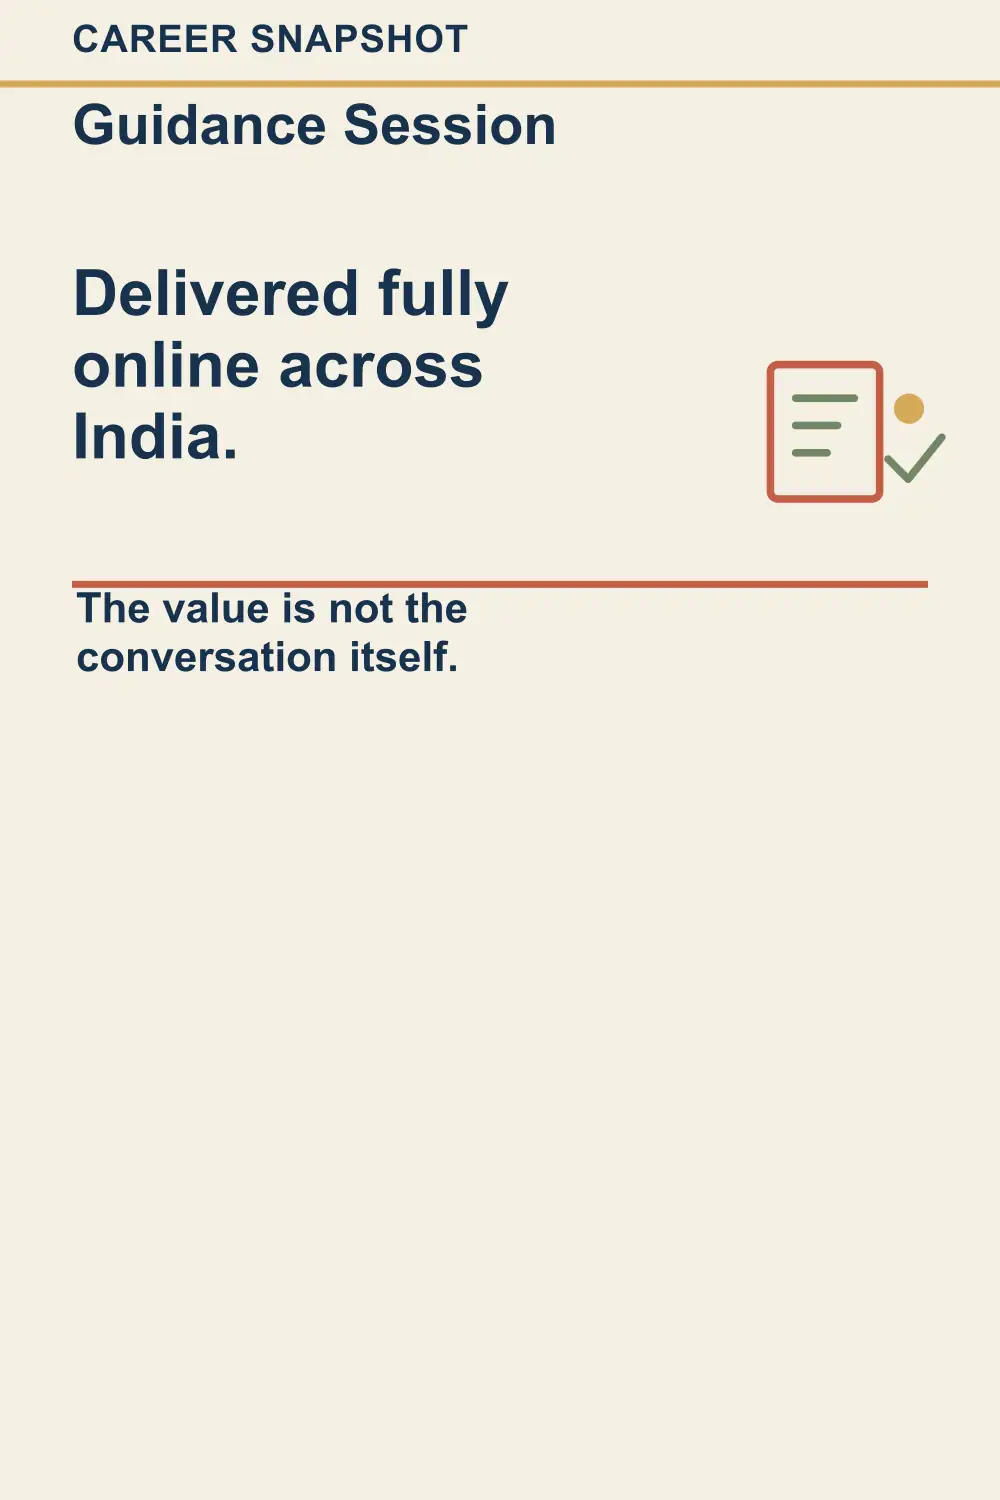 CAREER SNAPSHOT
Guidance Session
Delivered fully
online across
India.
The value is not the
conversation itself.